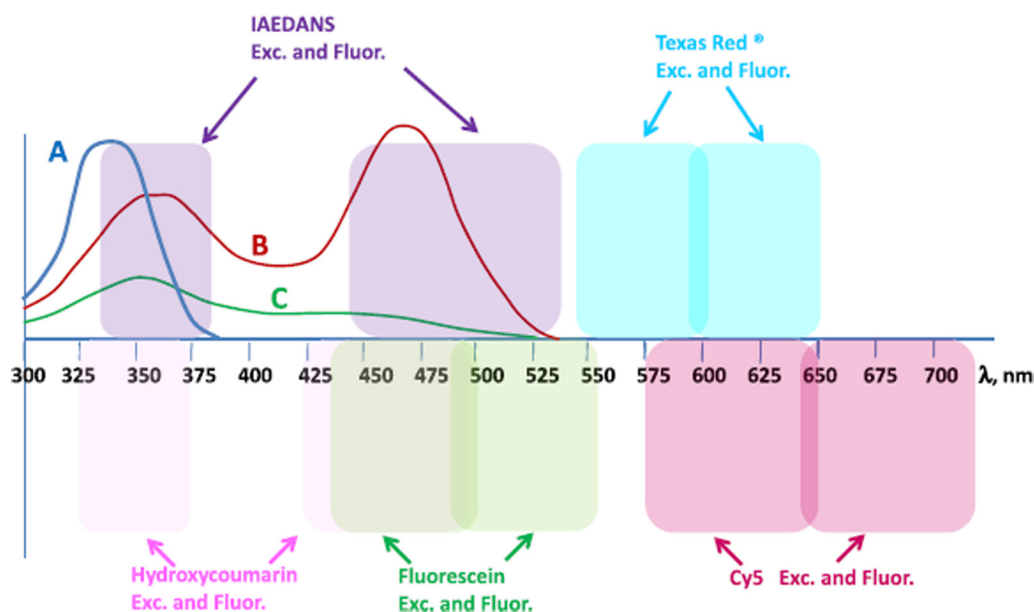 IAEDANS
Exc. and Fluor.
Texas Red ®
Exc. and Fluor.
A
B
C
300 325 350 375 400 425 450 475 500 525 550 575 600 625 650 675 700 λ, nm
Hydroxycoumarin
Exc. and Fluor.
Fluorescein
Exc. and Fluor.
Cy5 Exc. and Fluor.